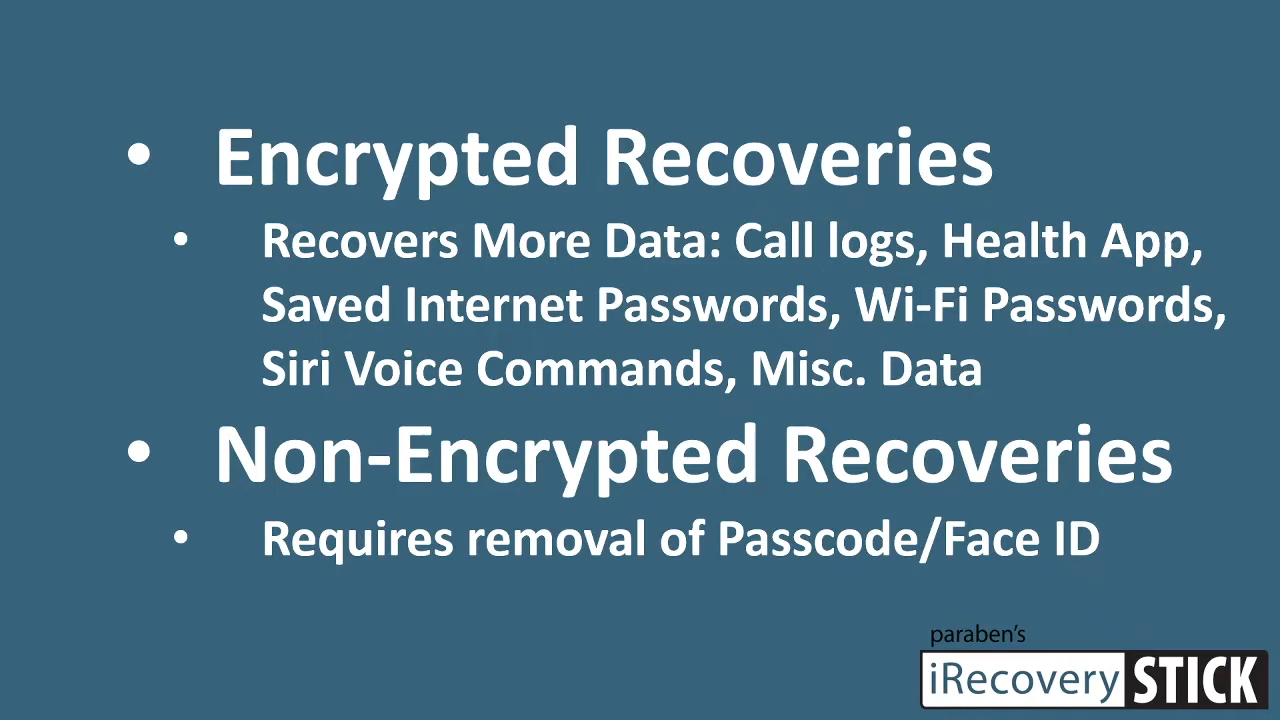 • Encrypted Recoveries
• Recovers More Data: Call logs, Health App,
Saved Internet Passwords, Wi-Fi Passwords,
Siri Voice Commands, Misc. Data
• Non-Encrypted Recoveries
• Requires removal of Passcode/Face ID
paraben's
iRecovery STICK